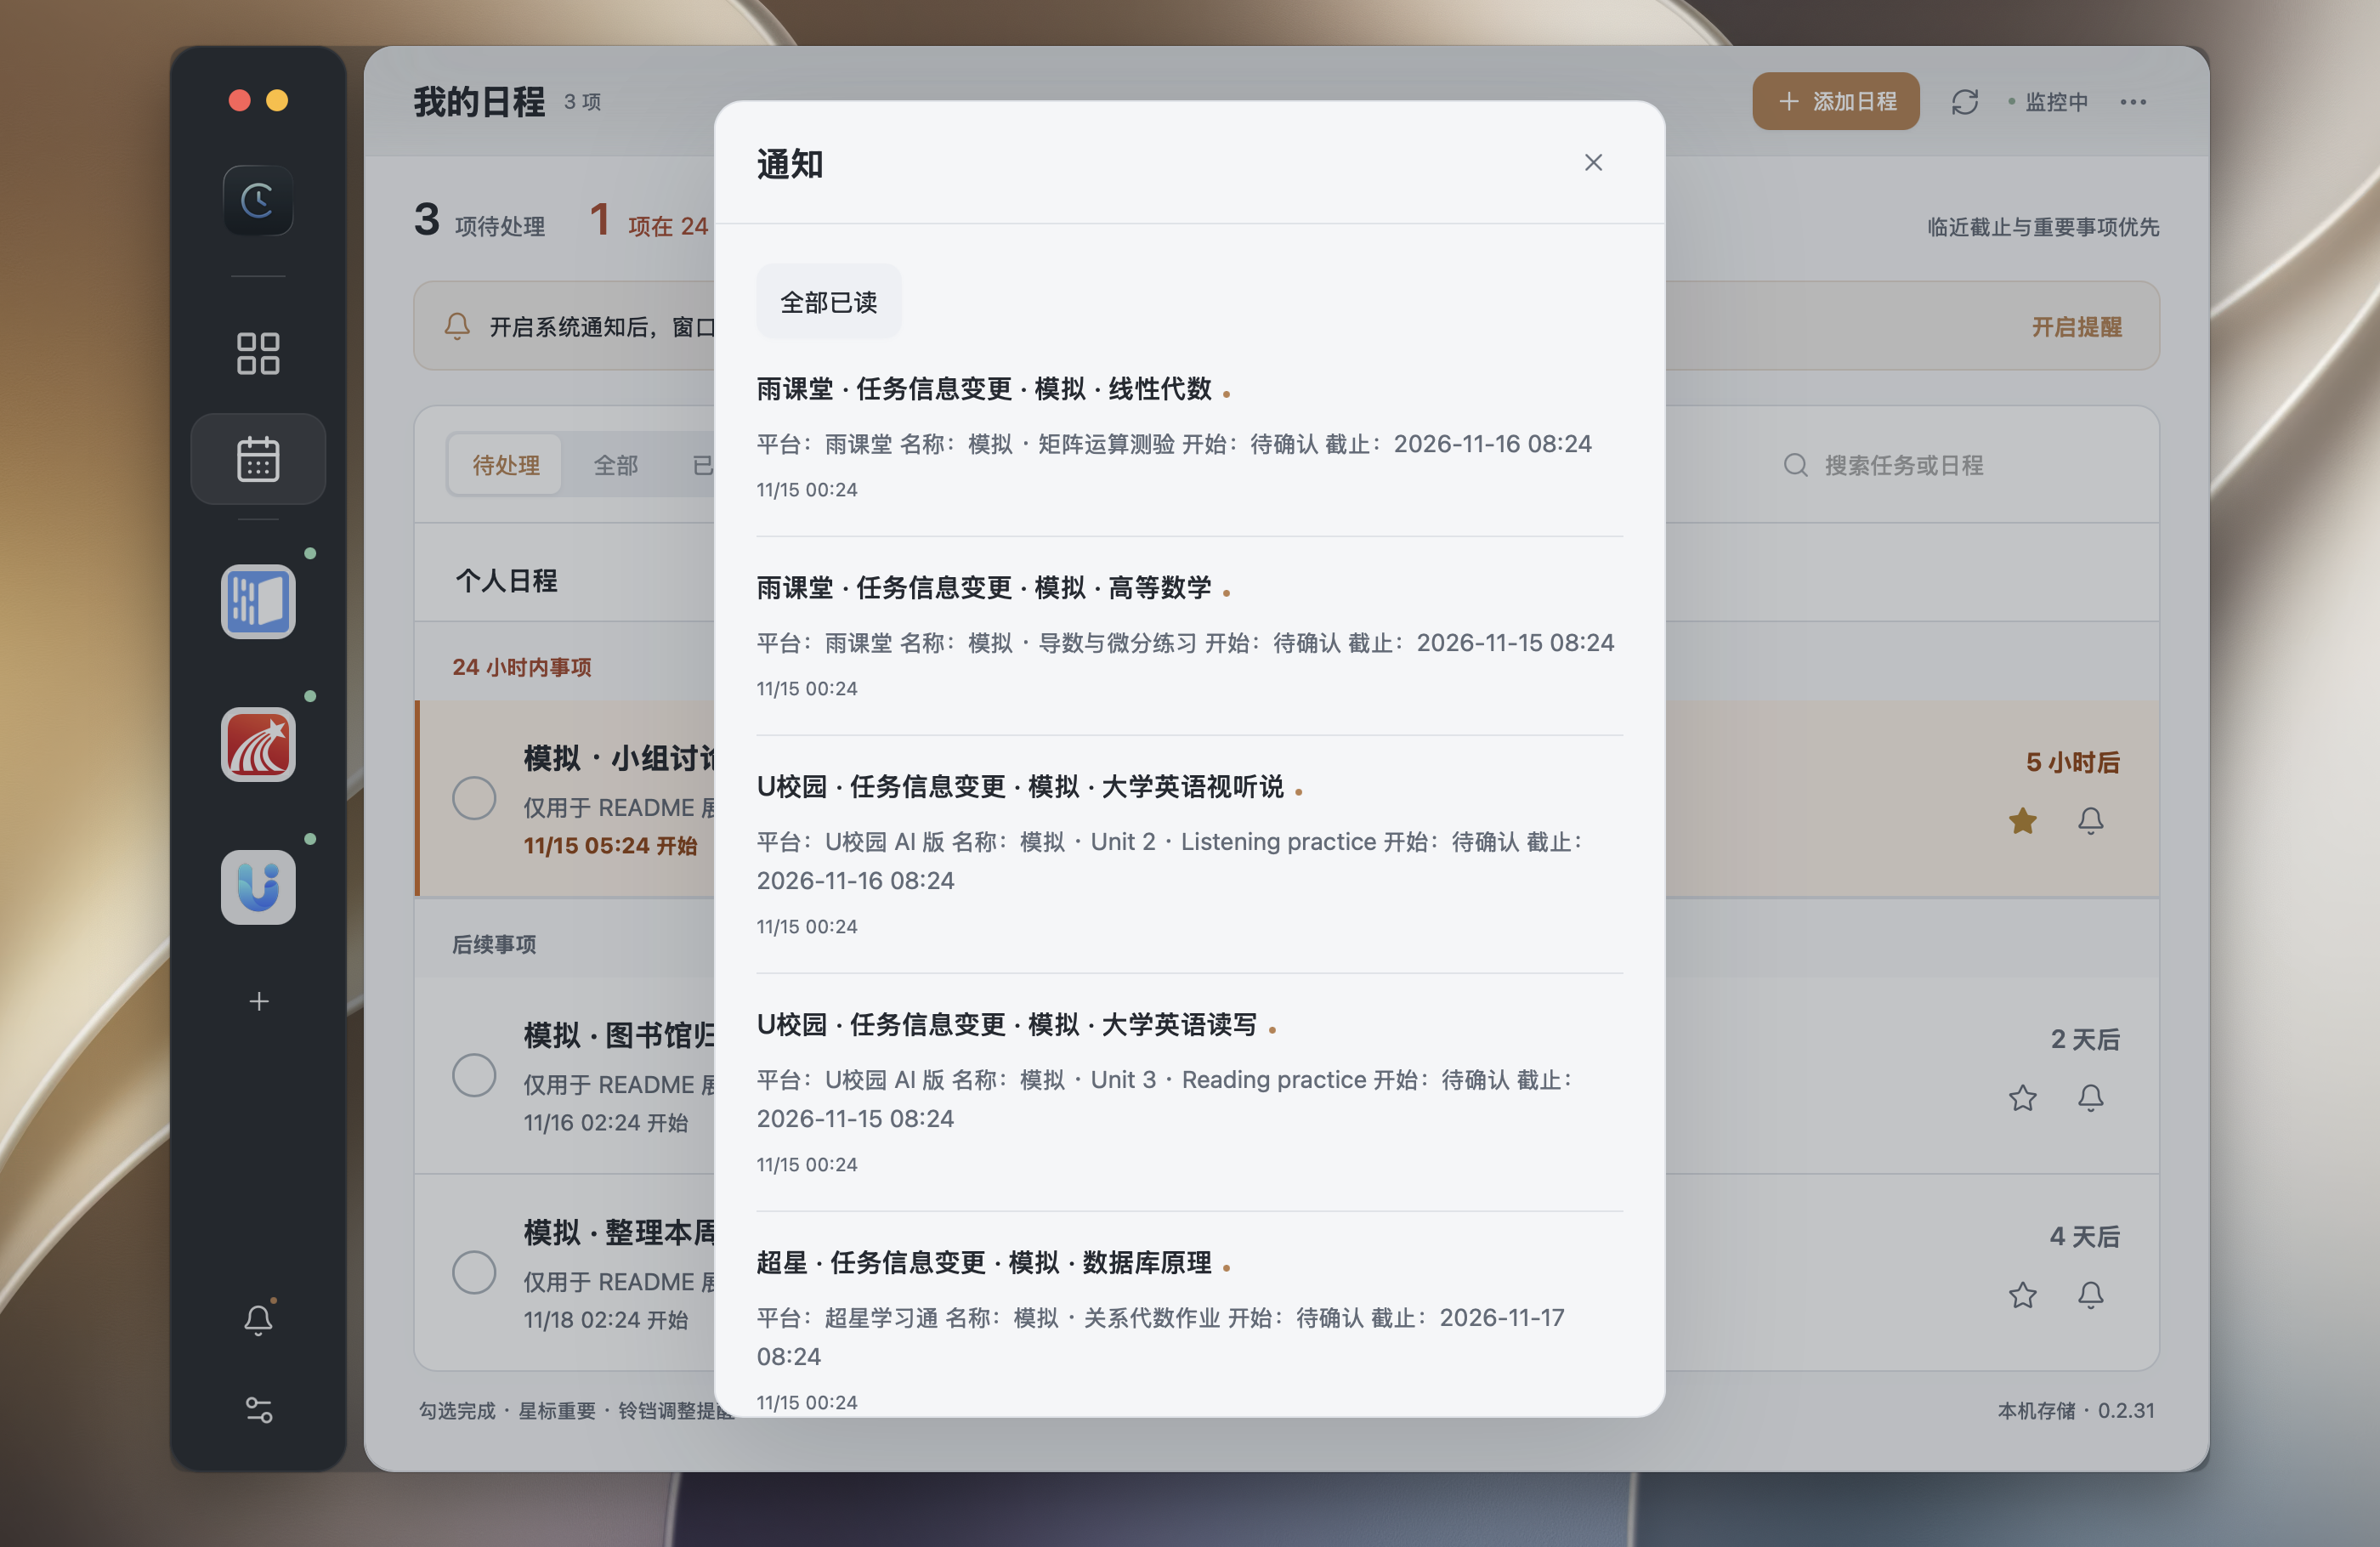 我的日程 3 项
添加日程
监控中
3 项待处理 1 项在 24
临近截止与重要事项优先
开启系统通知后，窗口
开启提醒
待处理 全部 已
搜索任务或日程
个人日程
24 小时内事项
模拟 · 小组讨论
仅用于 README 展
11/15 05:24 开始
5 小时后
后续事项
模拟 · 图书馆归
仅用于 README 展
11/16 02:24 开始
2 天后
模拟 · 整理本周
仅用于 README 展
11/18 02:24 开始
4 天后
勾选完成 · 星标重要 · 铃铛调整提醒
本机存储 · 0.2.31
通知
全部已读
雨课堂 · 任务信息变更 · 模拟 · 线性代数
平台：雨课堂 名称：模拟 · 矩阵运算测验 开始：待确认 截止：2026-11-16 08:24
11/15 00:24
雨课堂 · 任务信息变更 · 模拟 · 高等数学
平台：雨课堂 名称：模拟 · 导数与微分练习 开始：待确认 截止：2026-11-15 08:24
11/15 00:24
U校园 · 任务信息变更 · 模拟 · 大学英语视听说
平台：U校园 AI 版 名称：模拟 · Unit 2 · Listening practice 开始：待确认 截止：
2026-11-16 08:24
11/15 00:24
U校园 · 任务信息变更 · 模拟 · 大学英语读写
平台：U校园 AI 版 名称：模拟 · Unit 3 · Reading practice 开始：待确认 截止：
2026-11-15 08:24
11/15 00:24
超星 · 任务信息变更 · 模拟 · 数据库原理
平台：超星学习通 名称：模拟 · 关系代数作业 开始：待确认 截止：2026-11-17
08:24
11/15 00:24